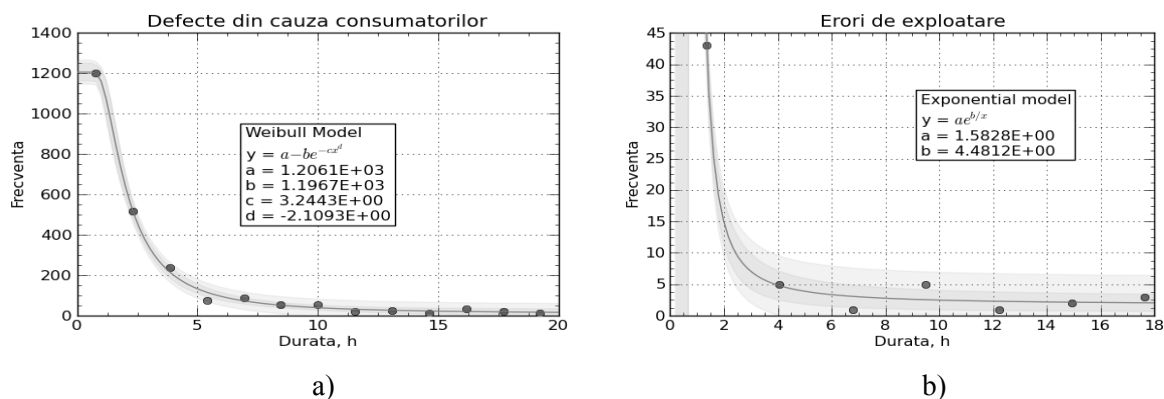 Defecte din cauza consumatorilor
1400
1200
1000
800
600
400
200
0
Frecventa
Weibull Model
y = a−be^{−cx^d}
a = 1.2061E+03
b = 1.1967E+03
c = 3.2443E+00
d = -2.1093E+00
0 5 10 15 20
Durata, h
a)
Erori de exploatare
45
40
35
30
25
20
15
10
5
0
Frecventa
Exponential model
y = ae^{b/x}
a = 1.5828E+00
b = 4.4812E+00
0 2 4 6 8 10 12 14 16 18
Durata, h
b)